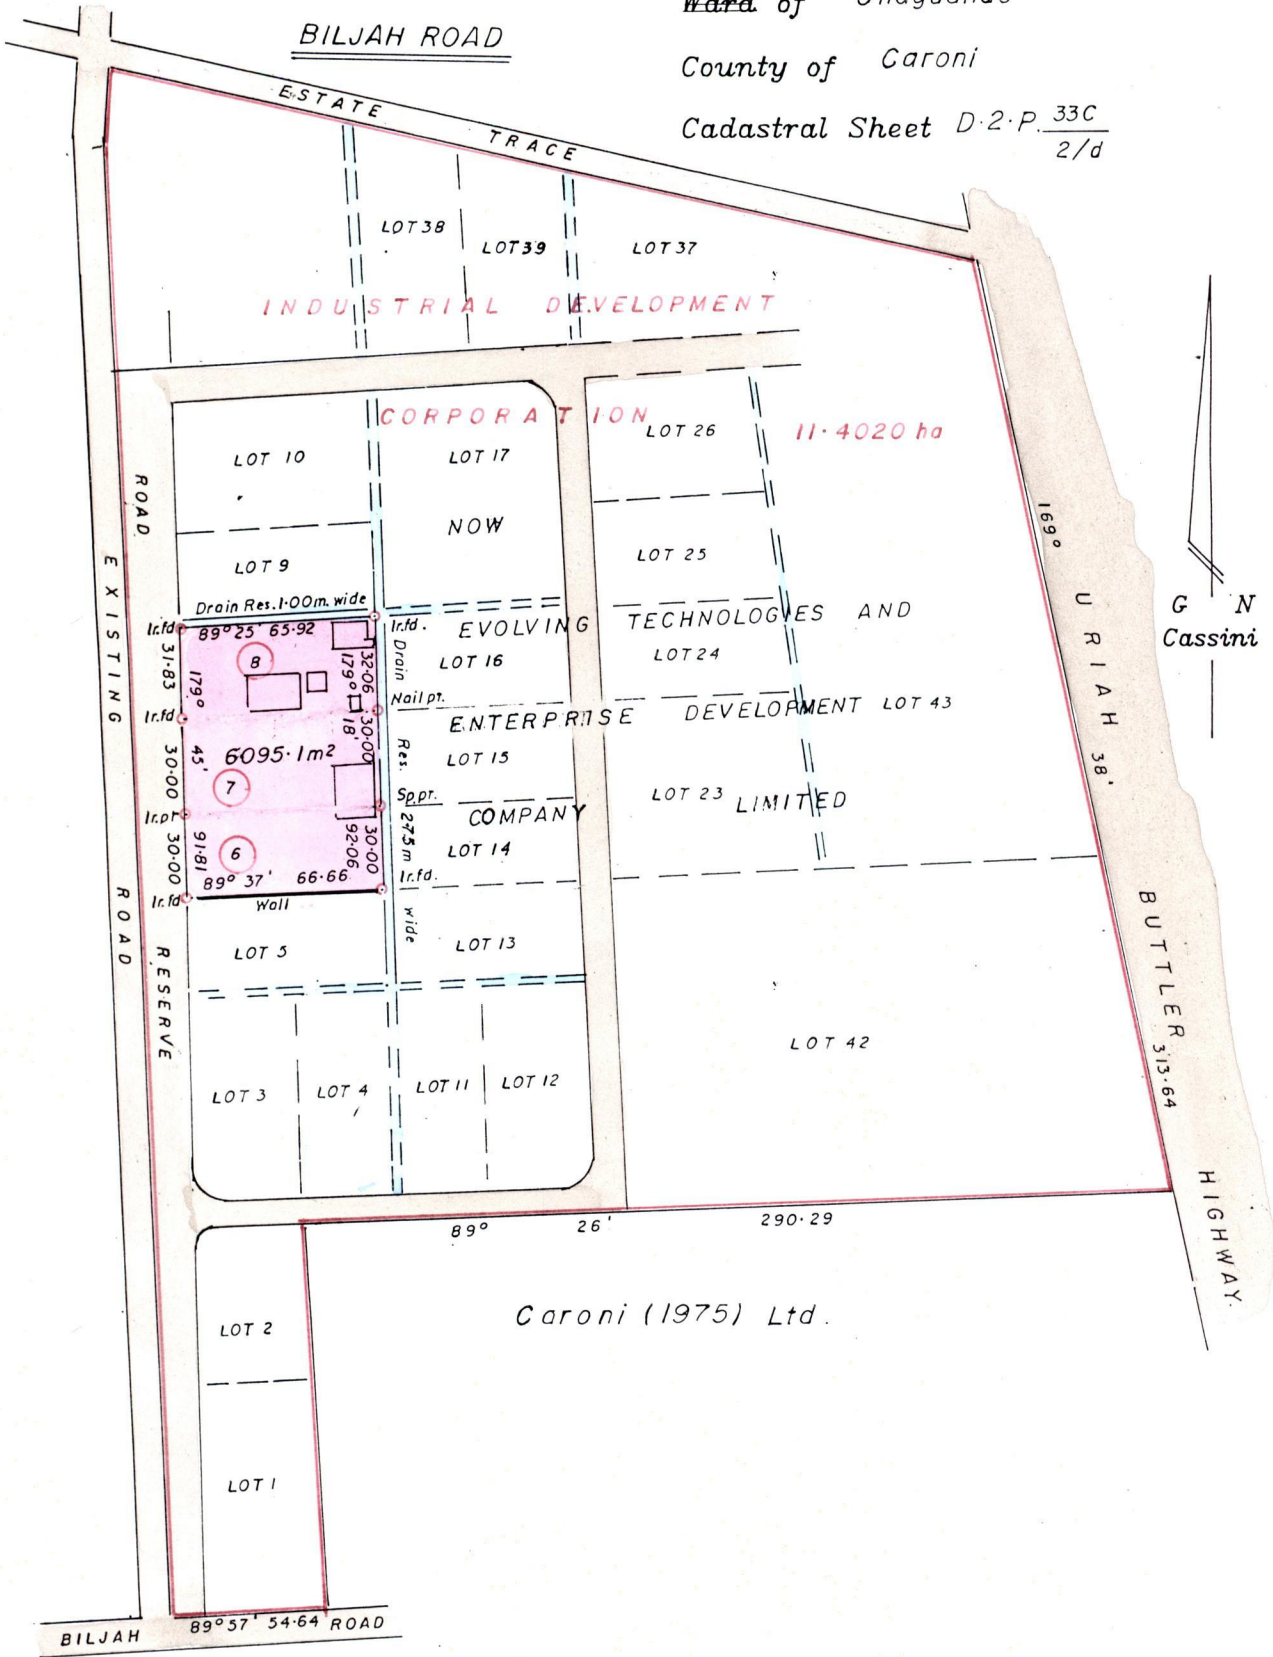 Ward of
BILJAH ROAD
County of Caroni
Cadastral Sheet D.2.P. 33C
2/d
ESTATE TRACE
LOT 38
LOT 39
LOT 37
INDUSTRIAL DEVELOPMENT
CORPORATION
11.4020 ha
LOT 10
LOT 17
LOT 26
NOW
LOT 9
LOT 25
ROAD
EXISTING
ROAD
RESERVE
Drain Res. 1.00m. wide
Ir.fd
89° 25' 65.92
Ir.fd.
EVOLVING TECHNOLOGIES AND
8
31.83
179°
32.06
179°
18'
Drain
LOT 16
LOT 24
Nail pt.
Ir.fd
ENTERPRISE DEVELOPMENT
LOT 43
30.00
45'
6095.1m²
30.00
Res.
LOT 15
7
Sp.pt.
LOT 23
LIMITED
Ir.pt
COMPANY
30.00
91.81
6
92.06
30.00
2.75m
LOT 14
89° 37' 66.66
Ir.fd.
Ir.fd
Wall
wide
LOT 5
LOT 13
LOT 3
LOT 4
LOT 11
LOT 12
LOT 42
169°
38'
313.64
URIAH BUTTLER HIGHWAY.
G N
Cassini
89° 26' 290.29
LOT 2
Caroni (1975) Ltd.
LOT 1
BILJAH
89° 57' 54.64
ROAD